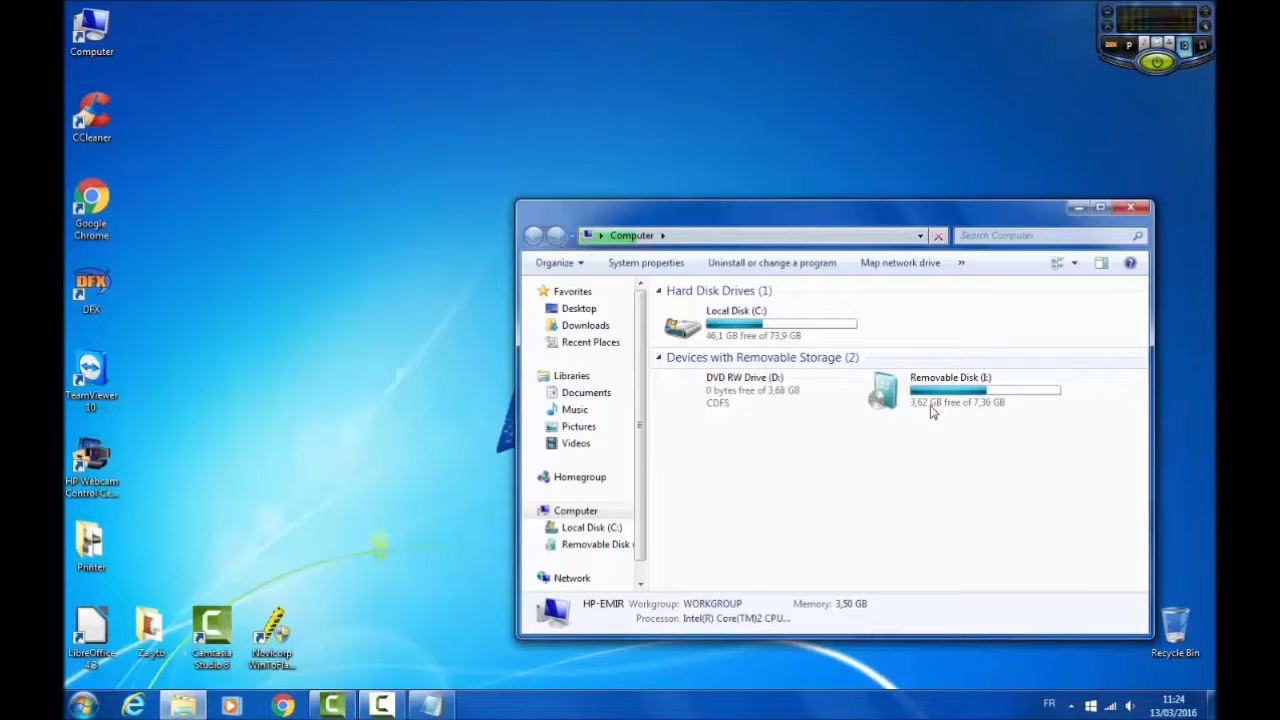 Computer
CCleaner
Google
Chrome
DFX
DFX
TeamViewer
10
HP Webcam
Control Ce...
Printer
LibreOffice
4.3
Za ytb
Camtasia
Studio 8
Novicorp
WinToFla...
Computer
Search Computer
Organize
System properties
Uninstall or change a program
Map network drive
»
Favorites
Desktop
Downloads
Recent Places
Libraries
Documents
Music
Pictures
Videos
Homegroup
Computer
Local Disk (C:)
Removable Disk (
Network
Hard Disk Drives (1)
Local Disk (C:)
46,1 GB free of 73,9 GB
Devices with Removable Storage (2)
DVD RW Drive (D:)
0 bytes free of 3,68 GB
CDFS
Removable Disk (I:)
3,62 GB free of 7,36 GB
HP-EMIR Workgroup: WORKGROUP Memory: 3,50 GB
Processor: Intel(R) Core(TM)2 CPU...
Recycle Bin
FR
11:24
13/03/2016